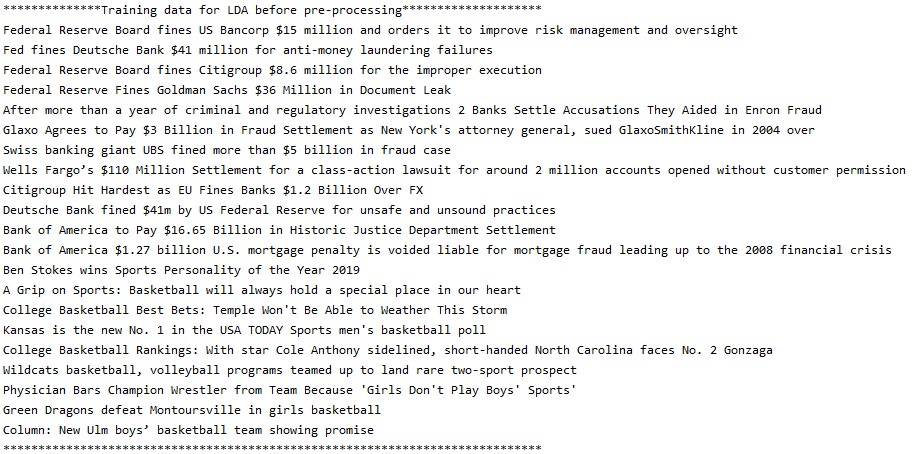 **************Training data for LDA before pre-processing********************
Federal Reserve Board fines US Bancorp $15 million and orders it to improve risk management and oversight
Fed fines Deutsche Bank $41 million for anti-money laundering failures
Federal Reserve Board fines Citigroup $8.6 million for the improper execution
Federal Reserve Fines Goldman Sachs $36 Million in Document Leak
After more than a year of criminal and regulatory investigations 2 Banks Settle Accusations They Aided in Enron Fraud
Glaxo Agrees to Pay $3 Billion in Fraud Settlement as New York's attorney general, sued GlaxoSmithKline in 2004 over
Swiss banking giant UBS fined more than $5 billion in fraud case
Wells Fargo’s $110 Million Settlement for a class-action lawsuit for around 2 million accounts opened without customer permission
Citigroup Hit Hardest as EU Fines Banks $1.2 Billion Over FX
Deutsche Bank fined $41m by US Federal Reserve for unsafe and unsound practices
Bank of America to Pay $16.65 Billion in Historic Justice Department Settlement
Bank of America $1.27 billion U.S. mortgage penalty is voided liable for mortgage fraud leading up to the 2008 financial crisis
Ben Stokes wins Sports Personality of the Year 2019
A Grip on Sports: Basketball will always hold a special place in our heart
College Basketball Best Bets: Temple Won't Be Able to Weather This Storm
Kansas is the new No. 1 in the USA TODAY Sports men's basketball poll
College Basketball Rankings: With star Cole Anthony sidelined, short-handed North Carolina faces No. 2 Gonzaga
Wildcats basketball, volleyball programs teamed up to land rare two-sport prospect
Physician Bars Champion Wrestler from Team Because 'Girls Don't Play Boys' Sports'
Green Dragons defeat Montoursville in girls basketball
Column: New Ulm boys’ basketball team showing promise
*****************************************************************************